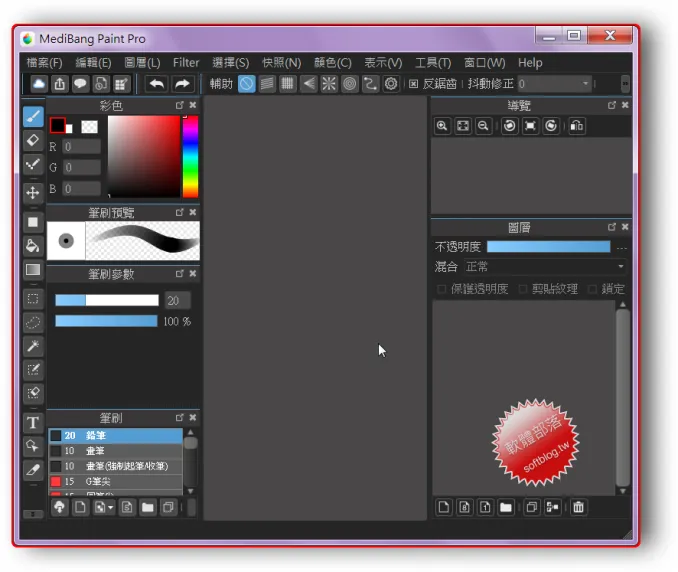 MediBang Paint Pro
檔案(F) 編輯(E) 圖層(L) Filter 選擇(S) 快照(N) 顏色(C) 表示(V) 工具(T) 窗口(W) Help
輔助 反鋸齒 抖動修正 0
彩色
R 0
G 0
B 0
筆刷預覽
筆刷參數
20
100 %
筆刷
20 鉛筆
10 畫筆
10 畫筆(強制起筆/收筆)
15 G筆尖
15 圓筆尖
導覽
圖層
不透明度 ---
混合 正常
保護透明度 剪貼紋理 鎖定
軟體部落
softblog.tw